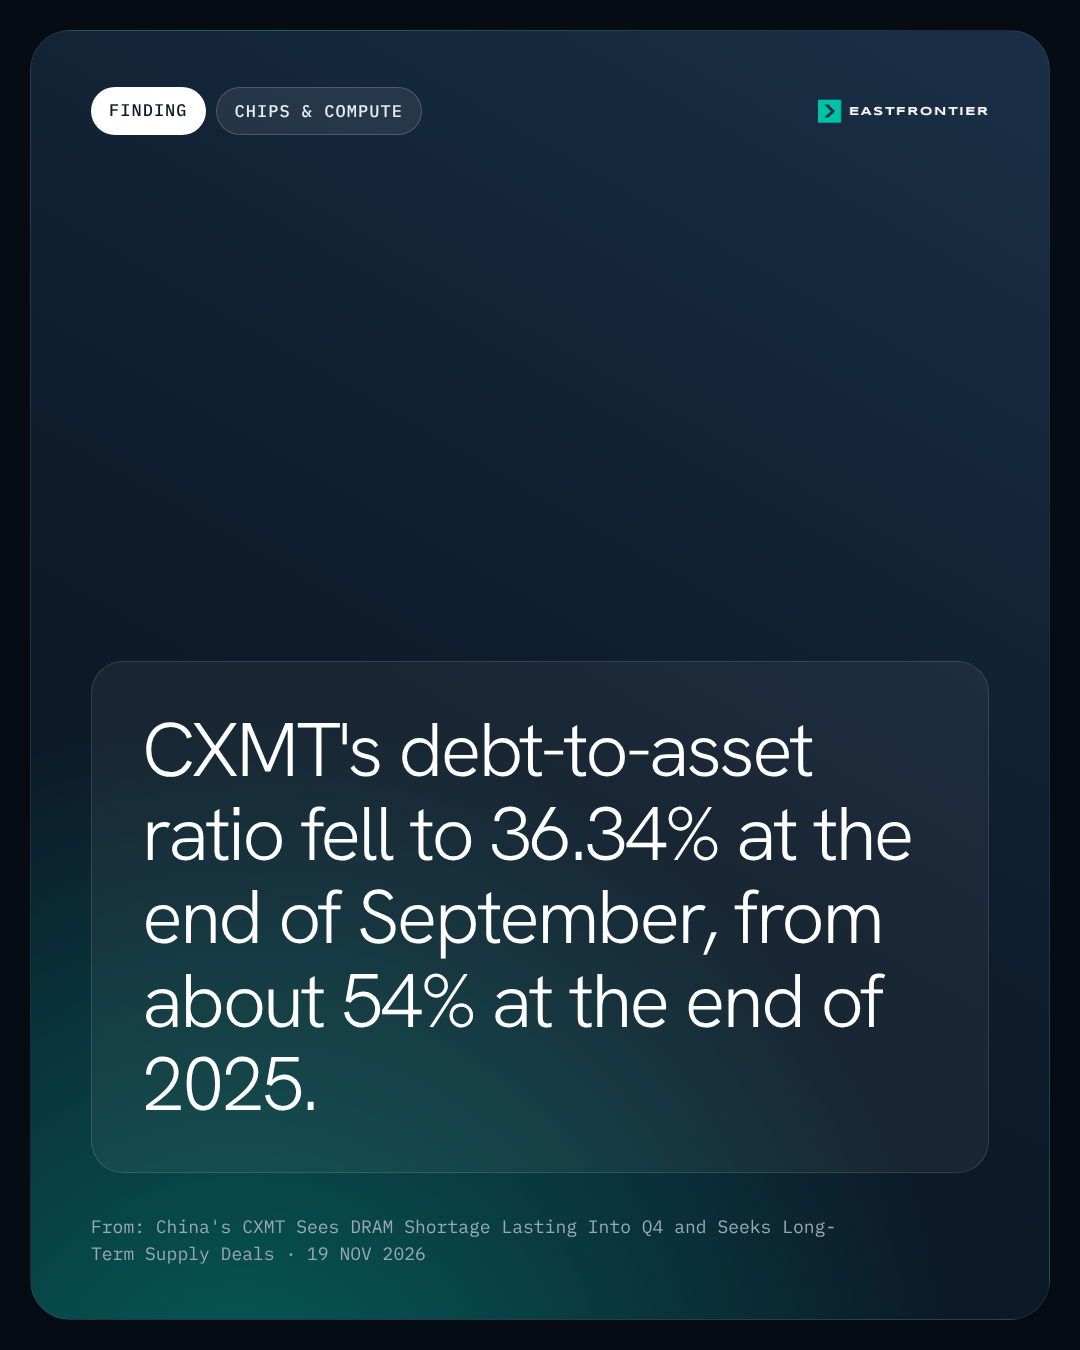 FINDING
CHIPS & COMPUTE
EASTFRONTIER
CXMT's debt-to-asset
ratio fell to 36.34% at the
end of September, from
about 54% at the end of
2025.
From: China's CXMT Sees DRAM Shortage Lasting Into Q4 and Seeks Long-
Term Supply Deals · 19 NOV 2026